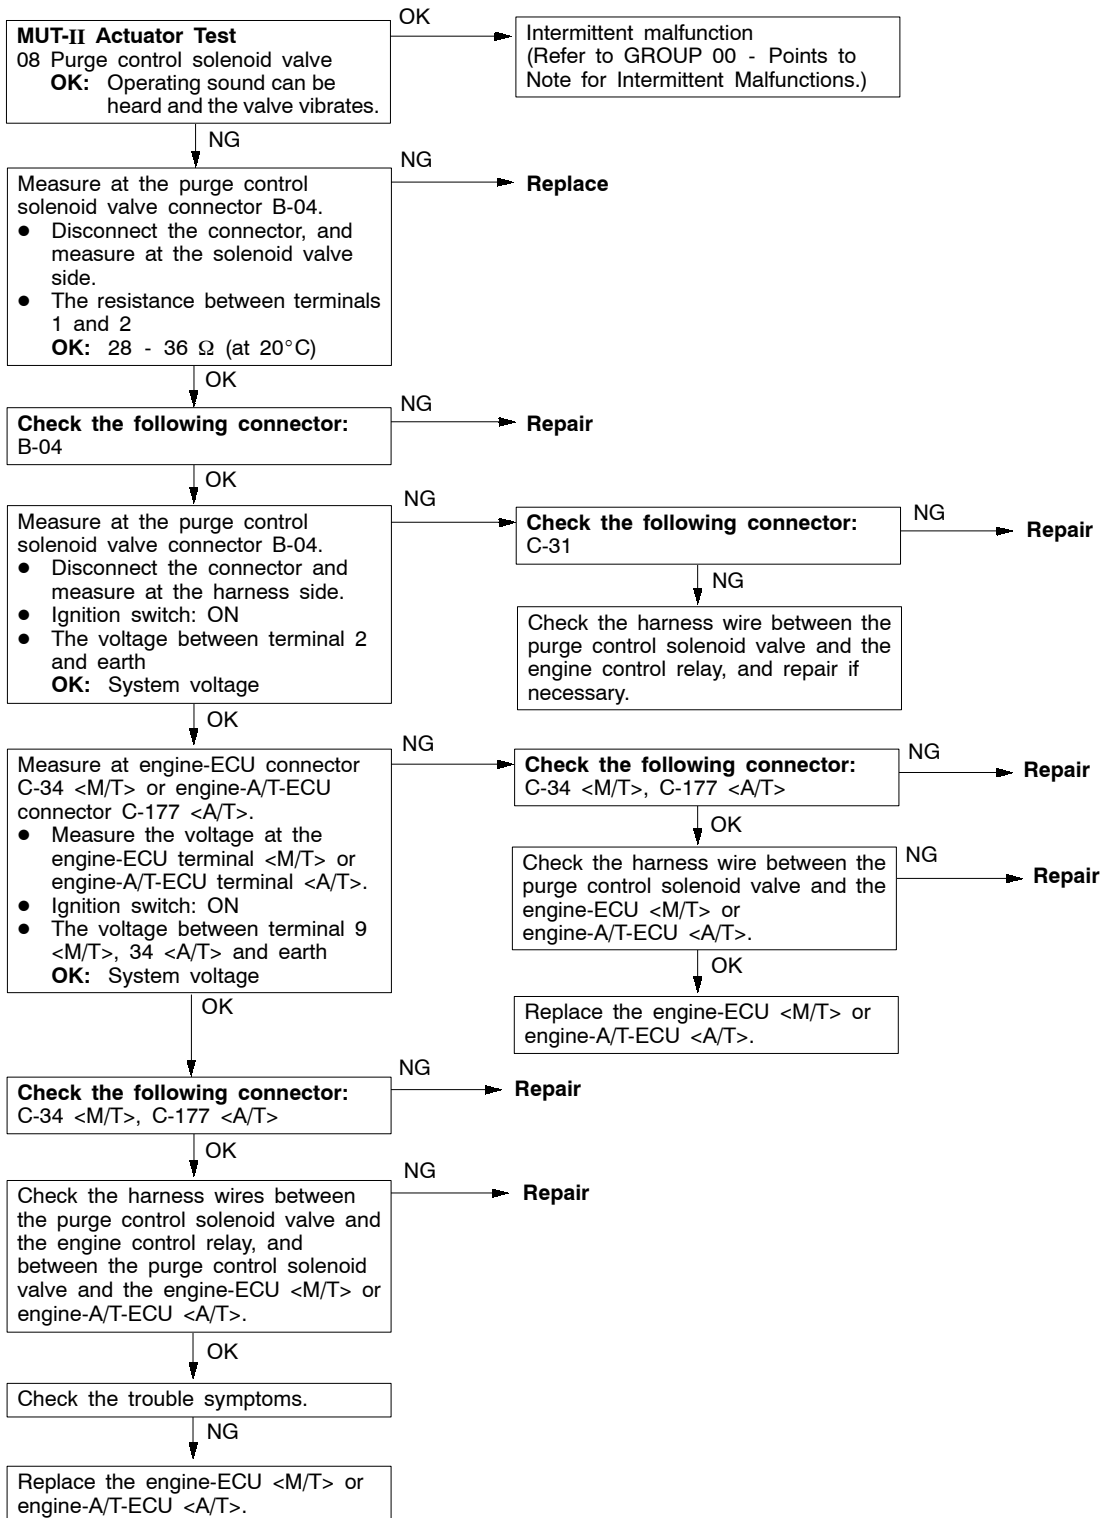 MUT-II Actuator Test
08 Purge control solenoid valve
OK: Operating sound can be
heard and the valve vibrates.
OK
Intermittent malfunction
(Refer to GROUP 00 - Points to
Note for Intermittent Malfunctions.)
NG
Measure at the purge control
solenoid valve connector B-04.
● Disconnect the connector, and
measure at the solenoid valve
side.
● The resistance between terminals
1 and 2
OK: 28 - 36 Ω (at 20°C)
NG
Replace
OK
Check the following connector:
B-04
NG
Repair
OK
Measure at the purge control
solenoid valve connector B-04.
● Disconnect the connector and
measure at the harness side.
● Ignition switch: ON
● The voltage between terminal 2
and earth
OK: System voltage
NG
Check the following connector:
C-31
NG
Repair
NG
Check the harness wire between the
purge control solenoid valve and the
engine control relay, and repair if
necessary.
OK
Measure at engine-ECU connector
C-34 <M/T> or engine-A/T-ECU
connector C-177 <A/T>.
● Measure the voltage at the
engine-ECU terminal <M/T> or
engine-A/T-ECU terminal <A/T>.
● Ignition switch: ON
● The voltage between terminal 9
<M/T>, 34 <A/T> and earth
OK: System voltage
NG
Check the following connector:
C-34 <M/T>, C-177 <A/T>
NG
Repair
OK
Check the harness wire between the
purge control solenoid valve and the
engine-ECU <M/T> or
engine-A/T-ECU <A/T>.
NG
Repair
OK
Replace the engine-ECU <M/T> or
engine-A/T-ECU <A/T>.
OK
Check the following connector:
C-34 <M/T>, C-177 <A/T>
NG
Repair
OK
Check the harness wires between
the purge control solenoid valve and
the engine control relay, and
between the purge control solenoid
valve and the engine-ECU <M/T> or
engine-A/T-ECU <A/T>.
NG
Repair
OK
Check the trouble symptoms.
NG
Replace the engine-ECU <M/T> or
engine-A/T-ECU <A/T>.